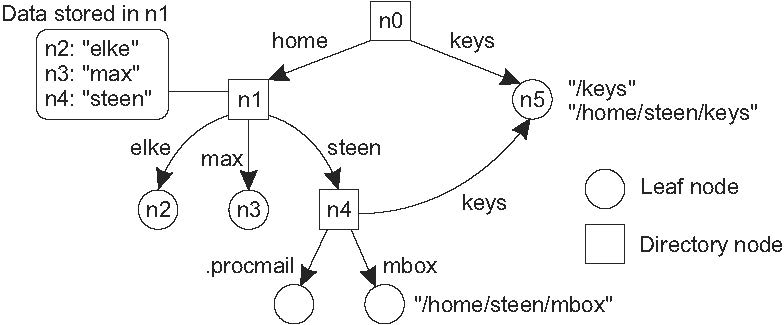 Data stored in n1
n2: "elke"
n3: "max"
n4: "steen"
n0
home
keys
n1
n5
"/keys"
"/home/steen/keys"
elke
max
steen
n2
n3
n4
keys
Leaf node
Directory node
.procmail
mbox
"/home/steen/mbox"